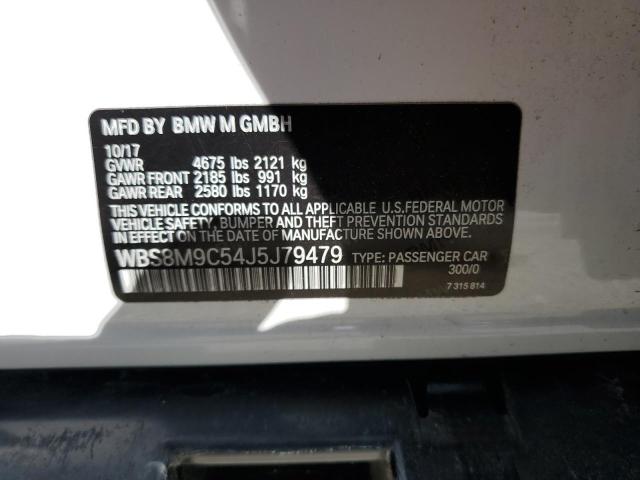 MFD BY BMW M GMBH
10/17
GVWR 4675 lbs 2121 kg
GAWR FRONT 2185 lbs 991 kg
GAWR REAR 2580 lbs 1170 kg
THIS VEHICLE CONFORMS TO ALL APPLICABLE U.S. FEDERAL MOTOR
VEHICLE SAFETY, BUMPER AND THEFT PREVENTION STANDARDS
IN EFFECT ON THE DATE OF MANUFACTURE SHOWN ABOVE.
WBS8M9C54J5J79479 TYPE: PASSENGER CAR
300/0
7 315 814